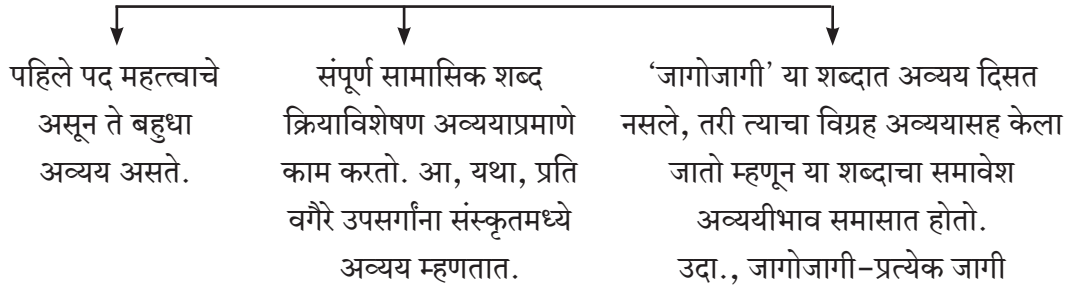 पहिले पद महत्त्वाचे
असून ते बहुधा
अव्यय असते.
संपूर्ण सामासिक शब्द
क्रियाविशेषण अव्ययाप्रमाणे
काम करतो. आ, यथा, प्रति
वगैरे उपसर्गांना संस्कृतमध्ये
अव्यय म्हणतात.
‘जागोजागी’ या शब्दात अव्यय दिसत
नसले, तरी त्याचा विग्रह अव्ययासह केला
जातो म्हणून या शब्दाचा समावेश
अव्ययीभाव समासात होतो.
उदा., जागोजागी-प्रत्येक जागी